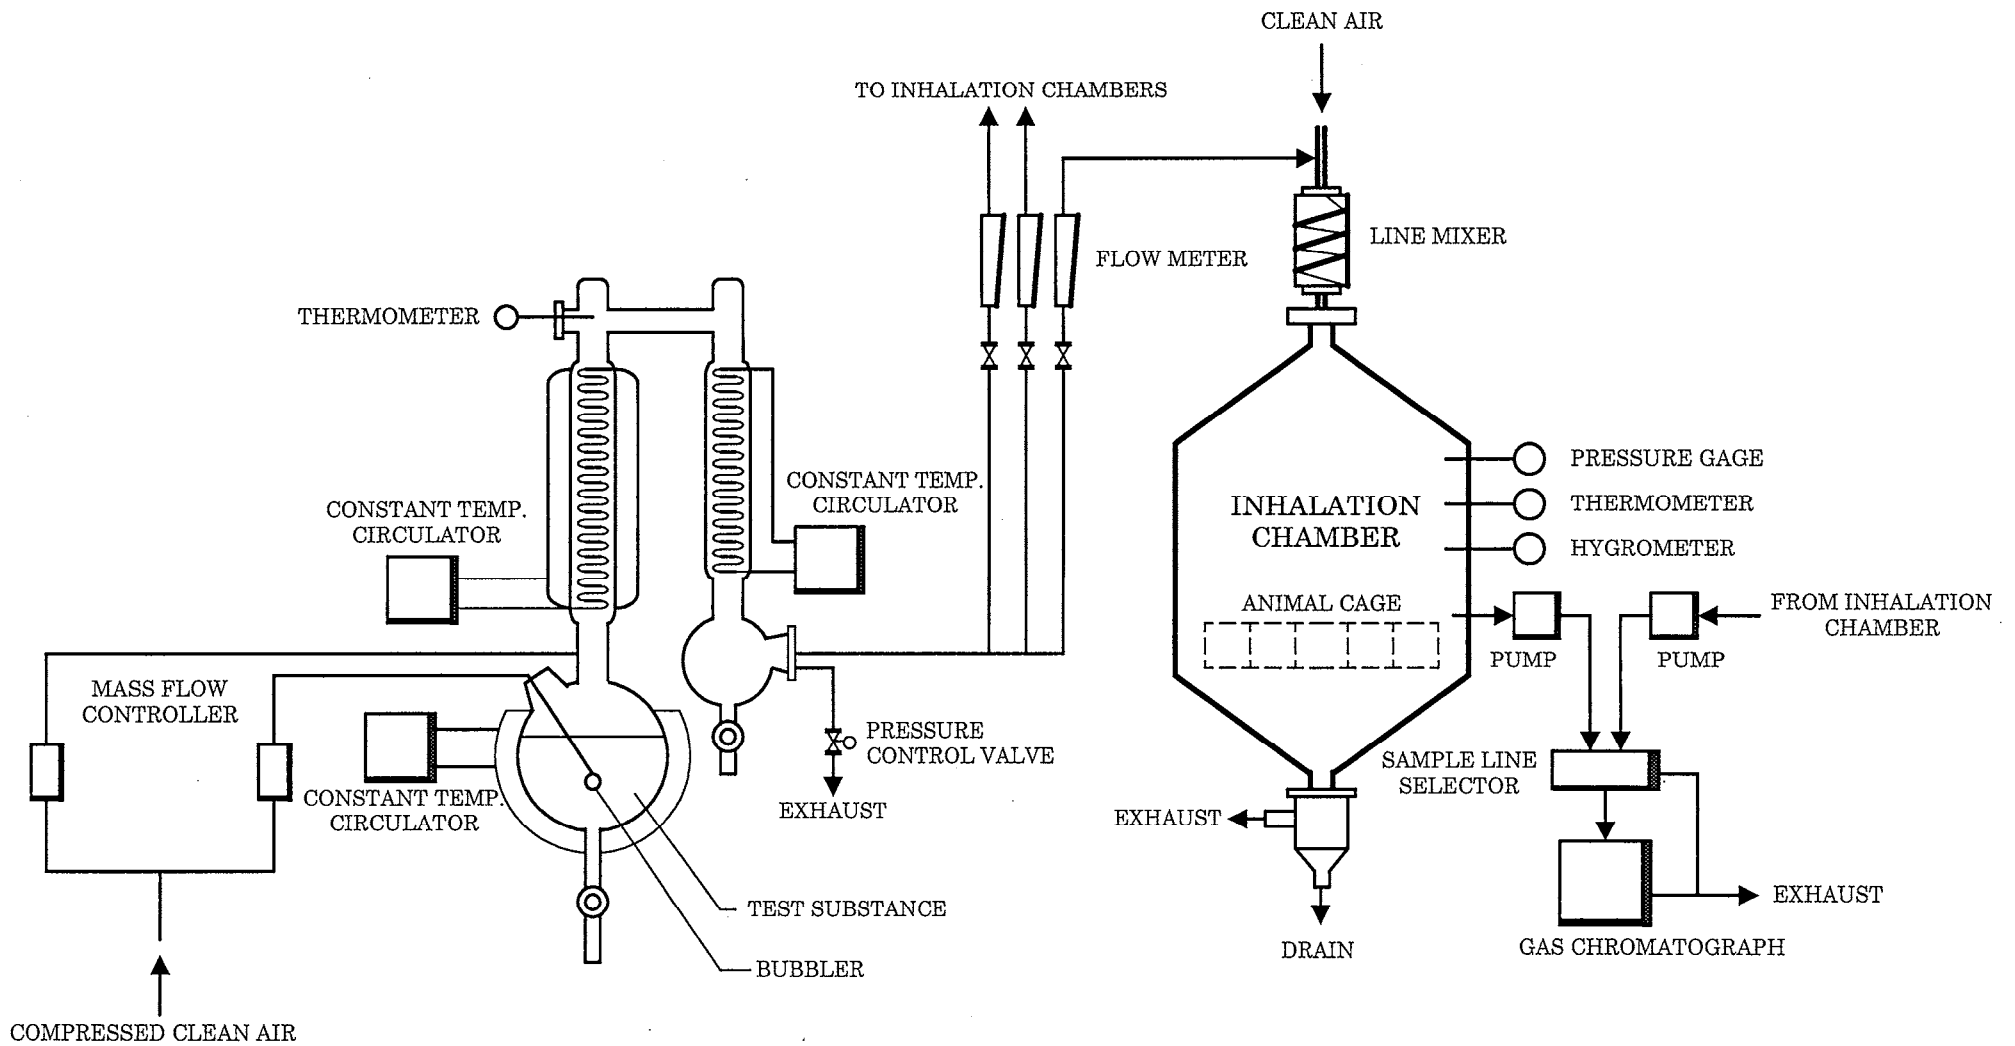 CLEAN AIR
TO INHALATION CHAMBERS
LINE MIXER
FLOW METER
THERMOMETER
PRESSURE GAGE
CONSTANT TEMP.
CIRCULATOR
THERMOMETER
INHALATION
CHAMBER
CONSTANT TEMP.
CIRCULATOR
HYGROMETER
ANIMAL CAGE
FROM INHALATION
CHAMBER
PUMP
PUMP
MASS FLOW
CONTROLLER
PRESSURE
CONTROL VALVE
SAMPLE LINE
SELECTOR
CONSTANT TEMP.
CIRCULATOR
EXHAUST
EXHAUST
EXHAUST
TEST SUBSTANCE
DRAIN
GAS CHROMATOGRAPH
BUBBLER
COMPRESSED CLEAN AIR